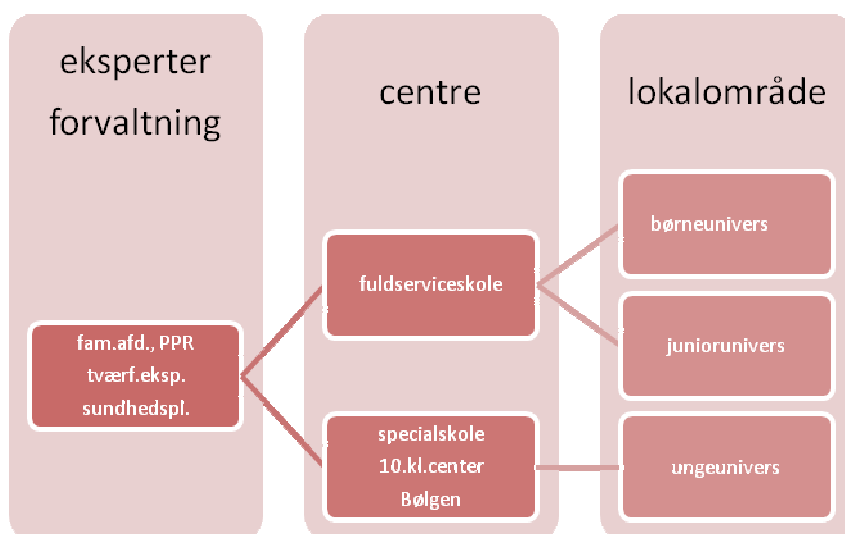 eksperter
forvaltning
fam.afd., PPR
tværf.eksp.
sundhedspl.
centre
fuldserviceskole
specialskole
10.kl.center
Bølgen
lokalområde
børneunivers
juniorunivers
ungeunivers